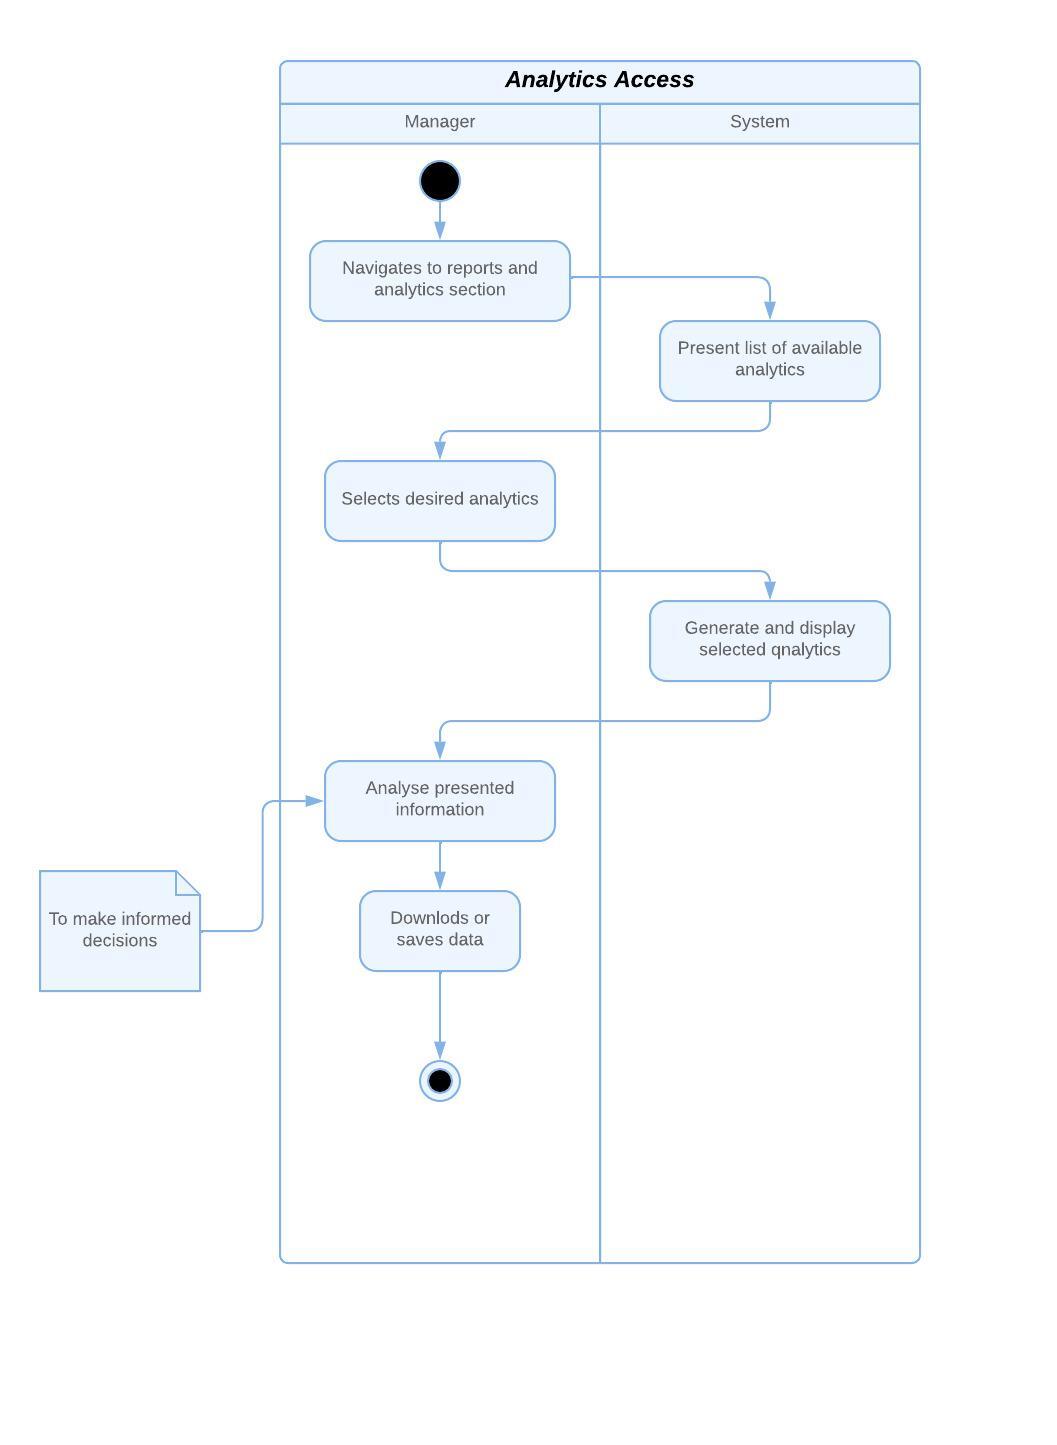 Analytics Access
Manager
System
Navigates to reports and
analytics section
Present list of available
analytics
Selects desired analytics
Generate and display
selected qnalytics
Analyse presented
information
To make informed
decisions
Downlods or
saves data